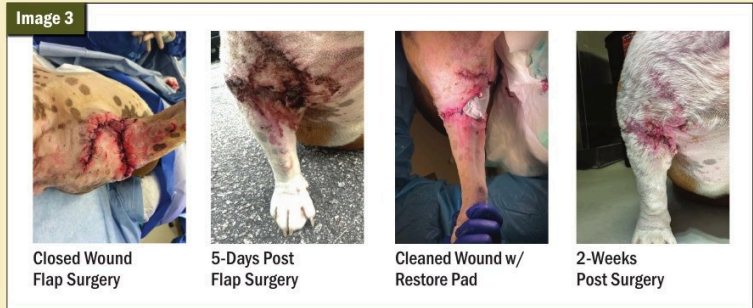 Image 3
Closed Wound
Flap Surgery
5-Days Post
Flap Surgery
Cleaned Wound w/
Restore Pad
2-Weeks
Post Surgery